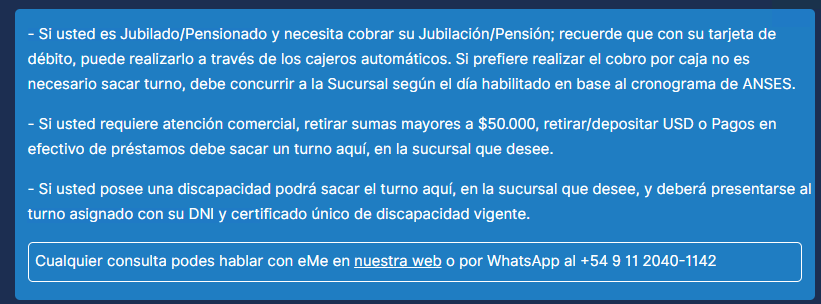 - Si usted es Jubilado/Pensionado y necesita cobrar su Jubilación/Pensión; recuerde que con su tarjeta de
débito, puede realizarlo a través de los cajeros automáticos. Si prefiere realizar el cobro por caja no es
necesario sacar turno, debe concurrir a la Sucursal según el día habilitado en base al cronograma de ANSES.
- Si usted requiere atención comercial, retirar sumas mayores a $50.000, retirar/depositar USD o Pagos en
efectivo de préstamos debe sacar un turno aquí, en la sucursal que desee.
- Si usted posee una discapacidad podrá sacar el turno aquí, en la sucursal que desee, y deberá presentarse al
turno asignado con su DNI y certificado único de discapacidad vigente.
Cualquier consulta podes hablar con eMe en nuestra web o por WhatsApp al +54 9 11 2040-1142